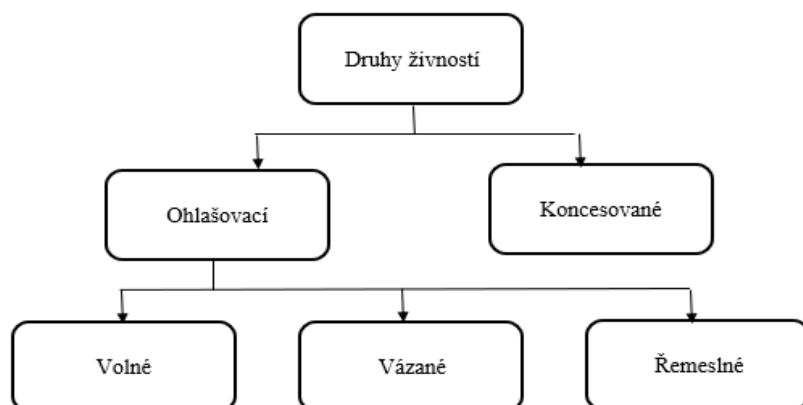 Druhy živností
Ohlašovací
Koncesované
Volné
Vázané
Řemeslné